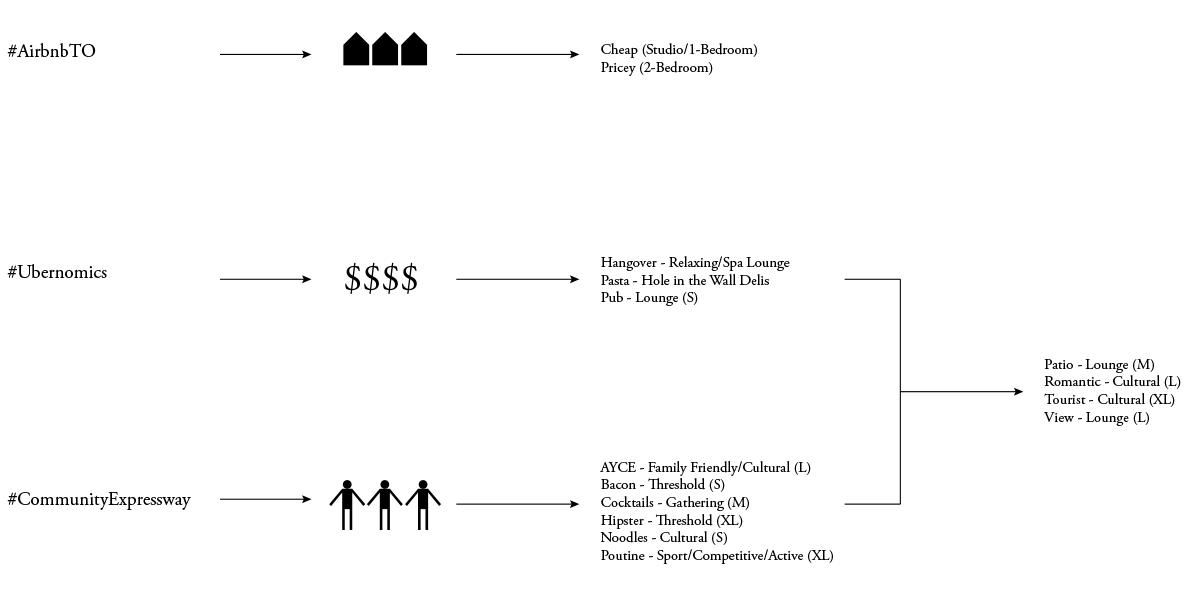 #AirbnbTO
Cheap (Studio/1-Bedroom)
Pricey (2-Bedroom)
#Ubernomics
$$$$
Hangover - Relaxing/Spa Lounge
Pasta - Hole in the Wall Delis
Pub - Lounge (S)
Patio - Lounge (M)
Romantic - Cultural (L)
Tourist - Cultural (XL)
View - Lounge (L)
#CommunityExpressway
AYCE - Family Friendly/Cultural (L)
Bacon - Threshold (S)
Cocktails - Gathering (M)
Hipster - Threshold (XL)
Noodles - Cultural (S)
Poutine - Sport/Competitive/Active (XL)